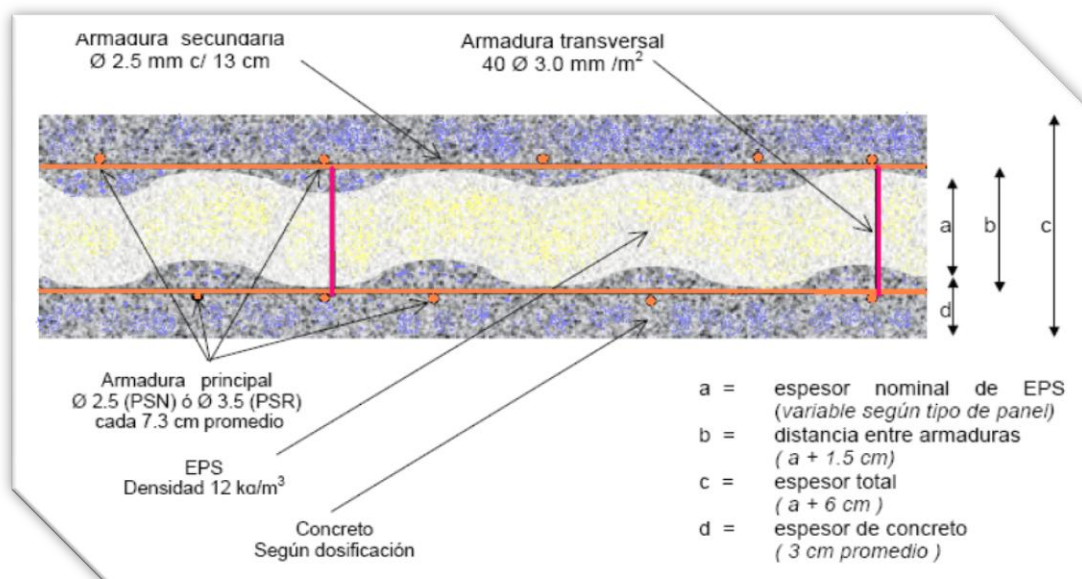 Armadura secundaria
Ø 2.5 mm c/ 13 cm
Armadura transversal
40 Ø 3.0 mm /m²
a
b
c
d
Armadura principal
Ø 2.5 (PSN) ó Ø 3.5 (PSR)
cada 7.3 cm promedio
EPS
Densidad 12 kg/m³
Concreto
Según dosificación
a = espesor nominal de EPS
(variable según tipo de panel)
b = distancia entre armaduras
( a + 1.5 cm)
c = espesor total
( a + 6 cm )
d = espesor de concreto
( 3 cm promedio )